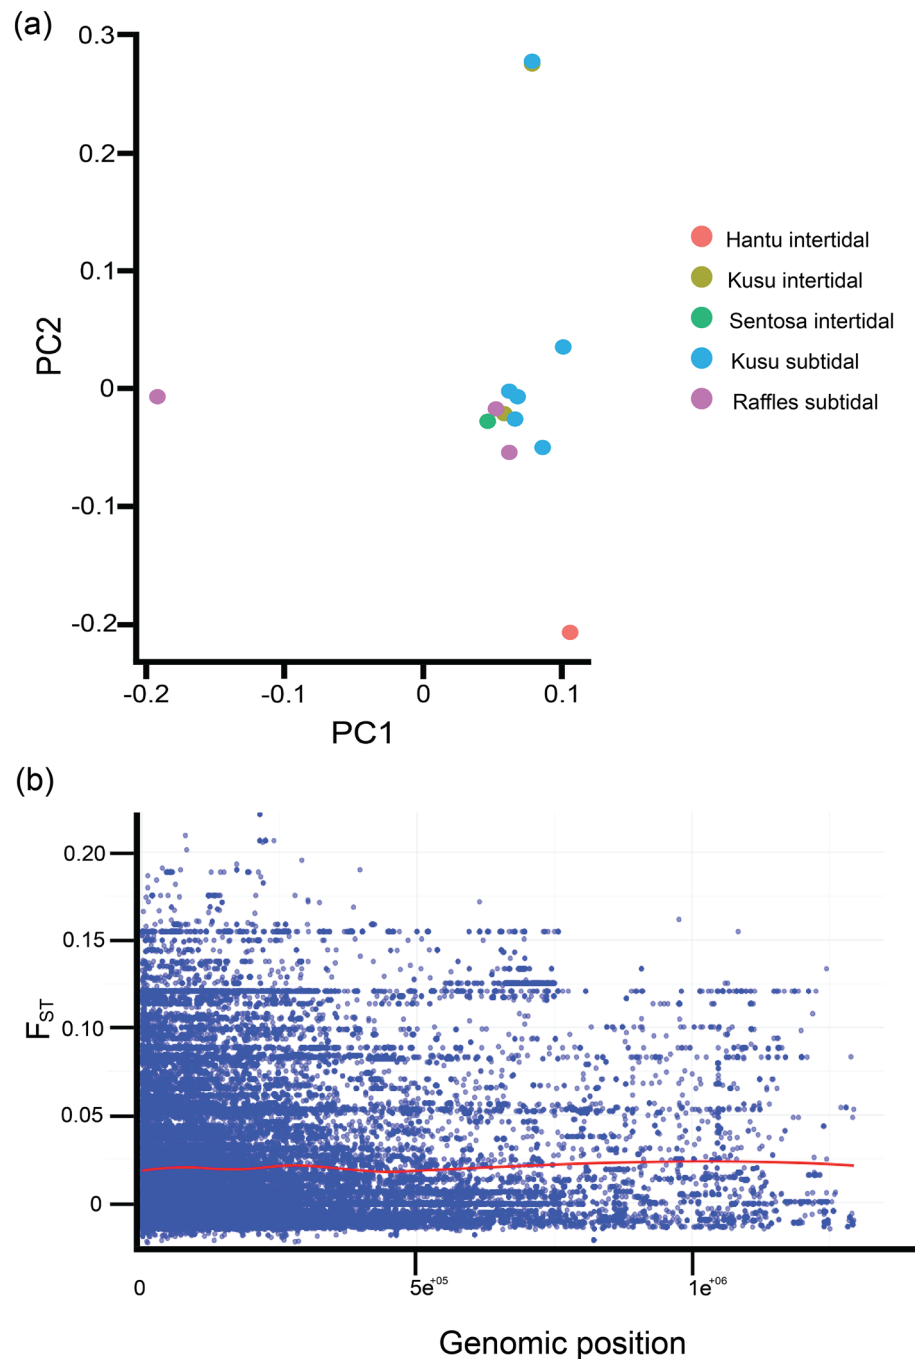 (a)
0.3
0.2
0.1
0
-0.1
-0.2
PC2
-0.2
-0.1
0
0.1
PC1
Hantu intertidal
Kusu intertidal
Sentosa intertidal
Kusu subtidal
Raffles subtidal
(b)
0.20
0.15
0.10
0.05
0
FST
0
5e+05
1e+06
Genomic position